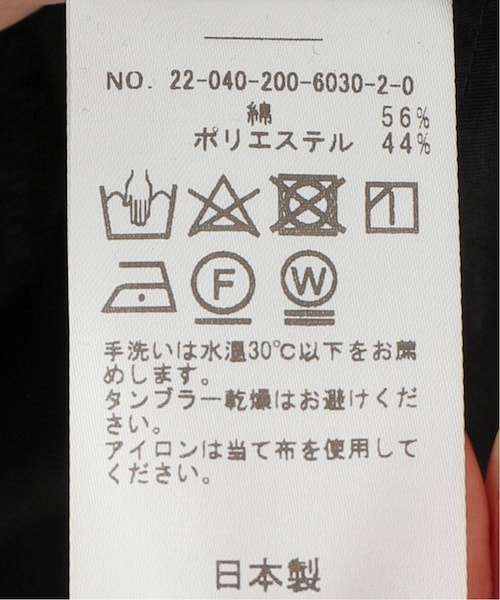 NO. 22-040-200-6030-2-0
綿 56%
ポリエステル 44%
F
W
手洗いは水温30℃以下をお薦
めします。
タンブラー乾燥はお避けくだ
さい。
アイロンは当て布を使用して
ください。
日本製